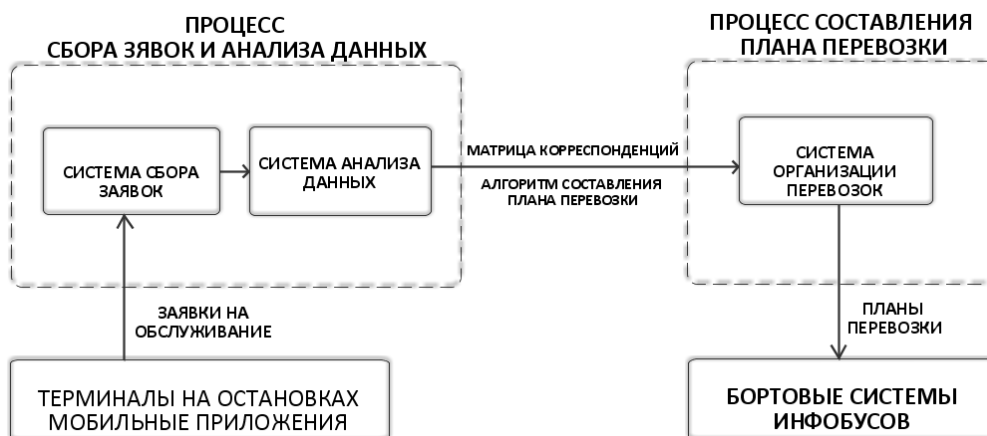 ПРОЦЕСС
СБОРА ЗЯВОК И АНАЛИЗА ДАННЫХ
СИСТЕМА СБОРА
ЗАЯВОК
СИСТЕМА АНАЛИЗА
ДАННЫХ
МАТРИЦА КОРРЕСПОНДЕНЦИЙ
АЛГОРИТМ СОСТАВЛЕНИЯ
ПЛАНА ПЕРЕВОЗКИ
ПРОЦЕСС СОСТАВЛЕНИЯ
ПЛАНА ПЕРЕВОЗКИ
СИСТЕМА
ОРГАНИЗАЦИИ
ПЕРЕВОЗОК
ЗАЯВКИ НА
ОБСЛУЖИВАНИЕ
ПЛАНЫ
ПЕРЕВОЗКИ
ТЕРМИНАЛЫ НА ОСТАНОВКАХ
МОБИЛЬНЫЕ ПРИЛОЖЕНИЯ
БОРТОВЫЕ СИСТЕМЫ
ИНФОБУСОВ